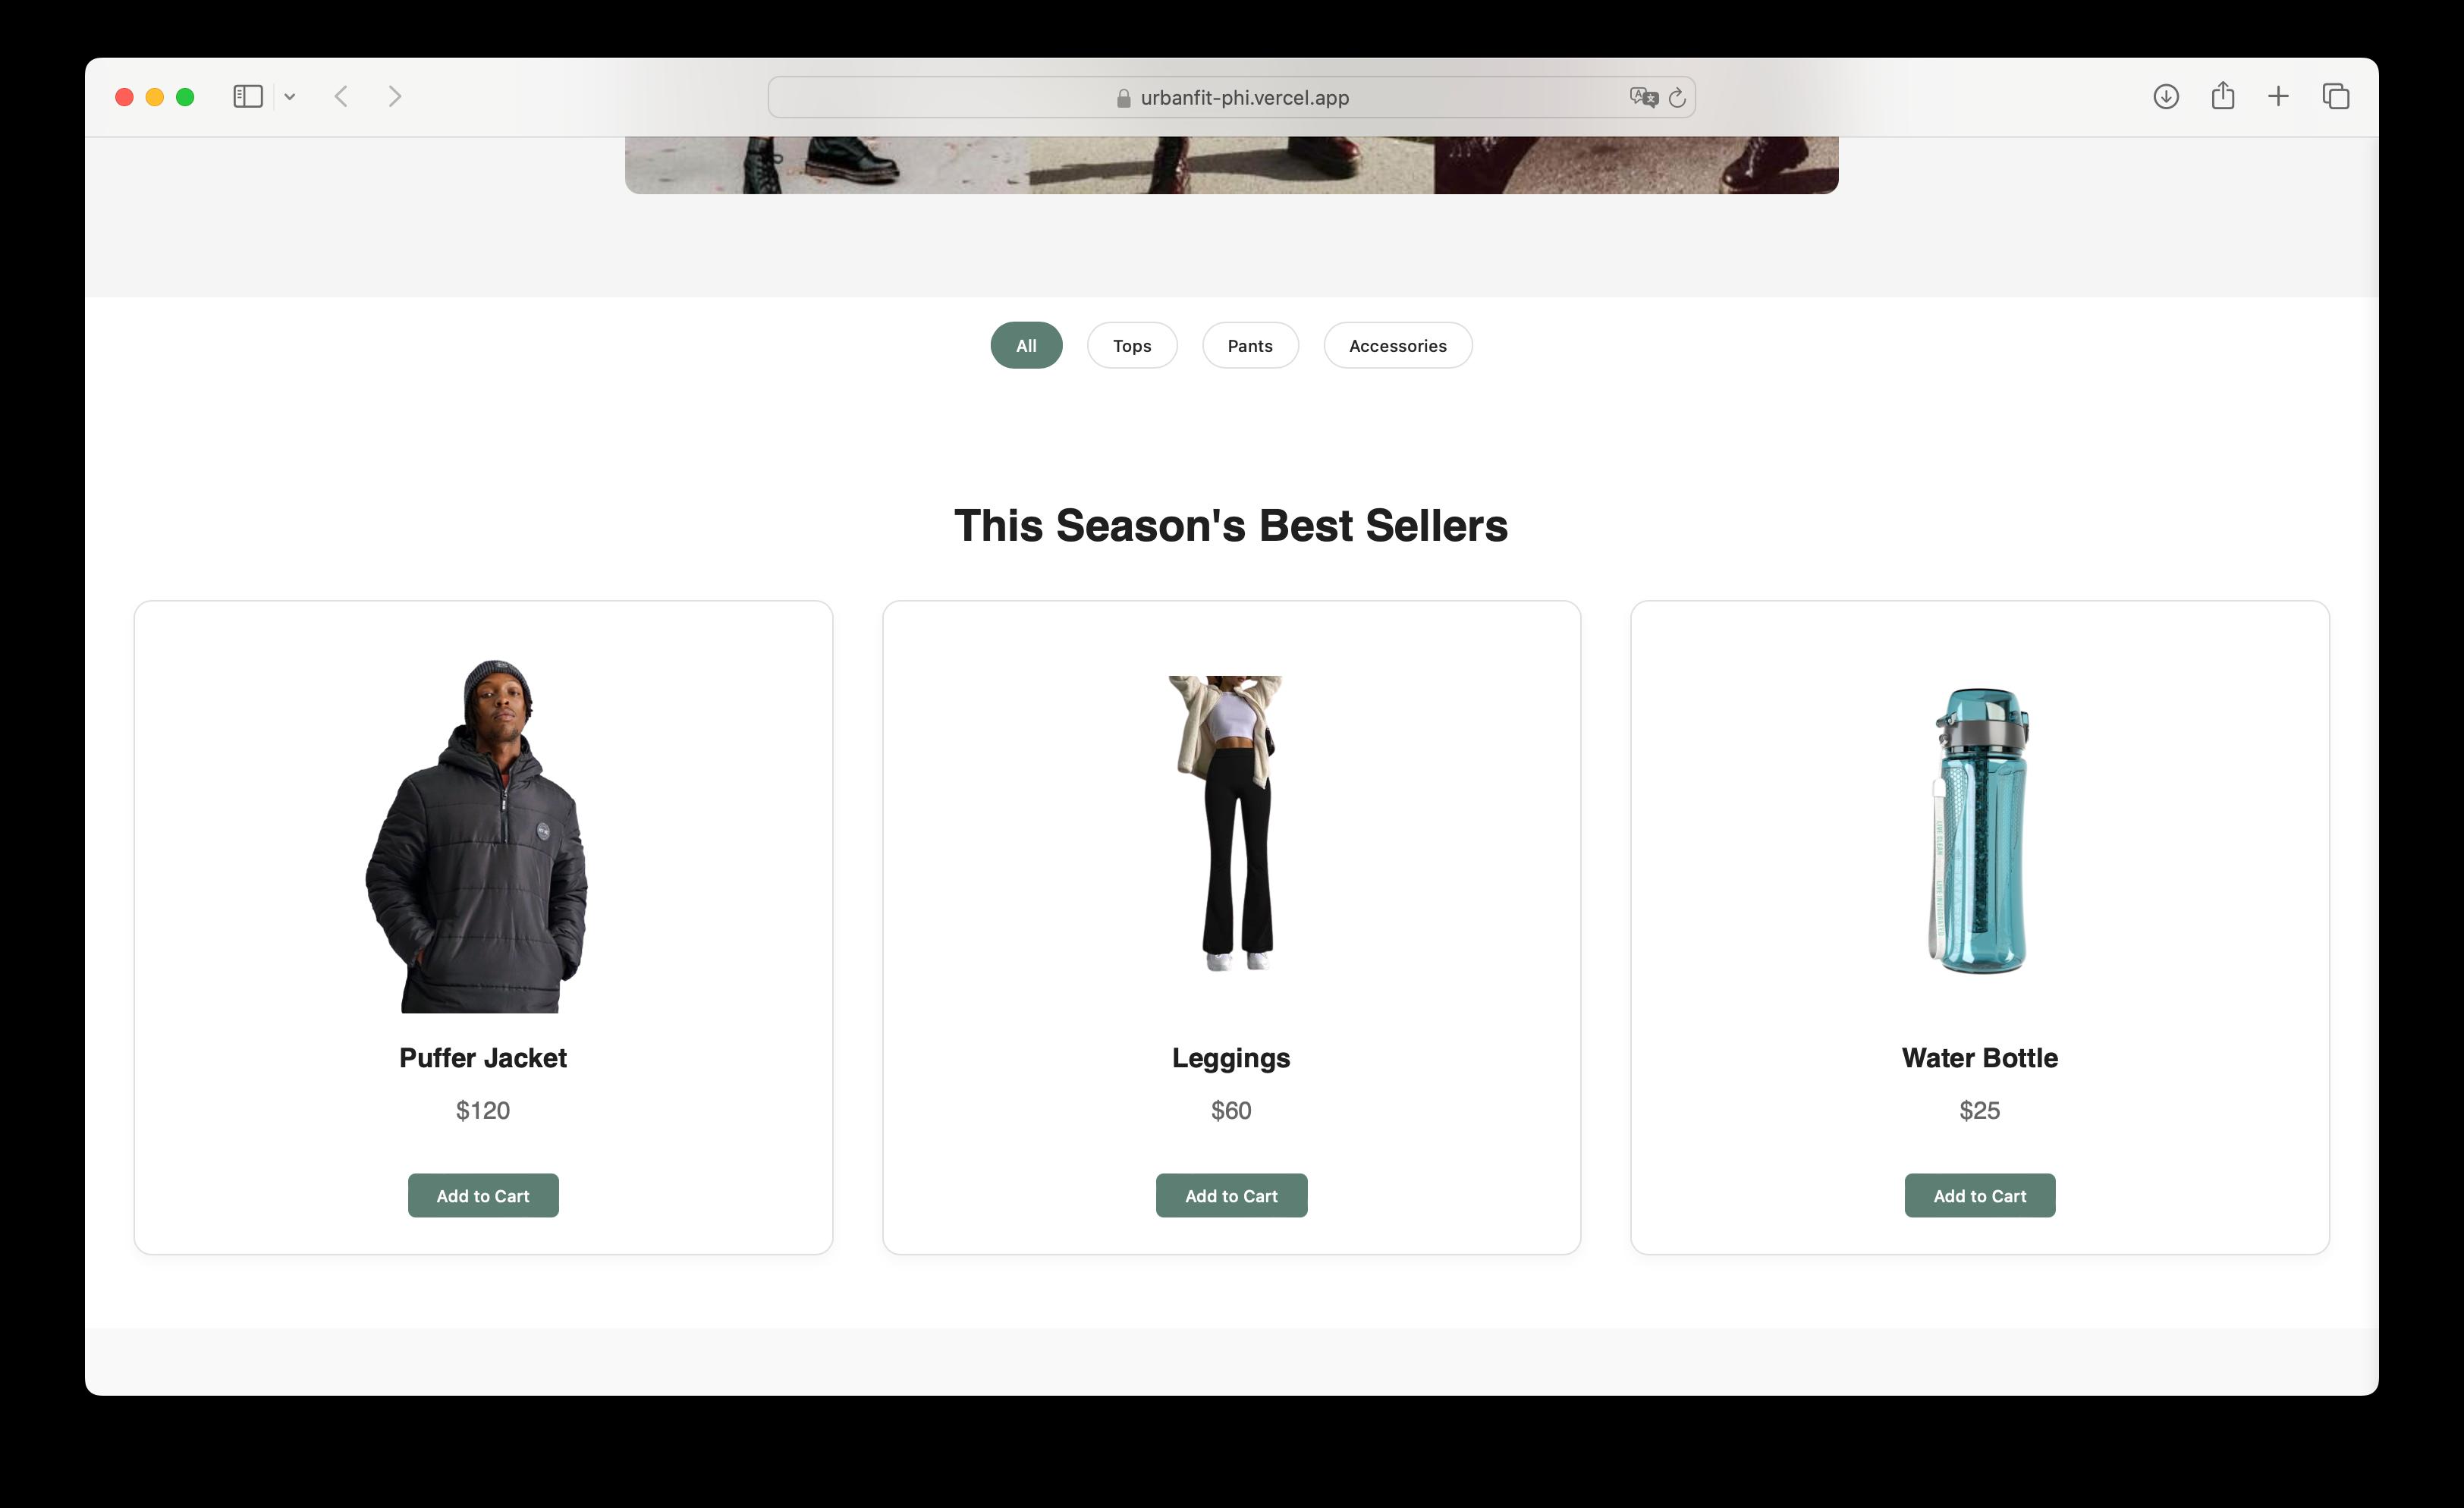 urbanfit-phi.vercel.app
All
Tops
Pants
Accessories
This Season's Best Sellers
Puffer Jacket
$120
Add to Cart
Leggings
$60
Add to Cart
Water Bottle
$25
Add to Cart